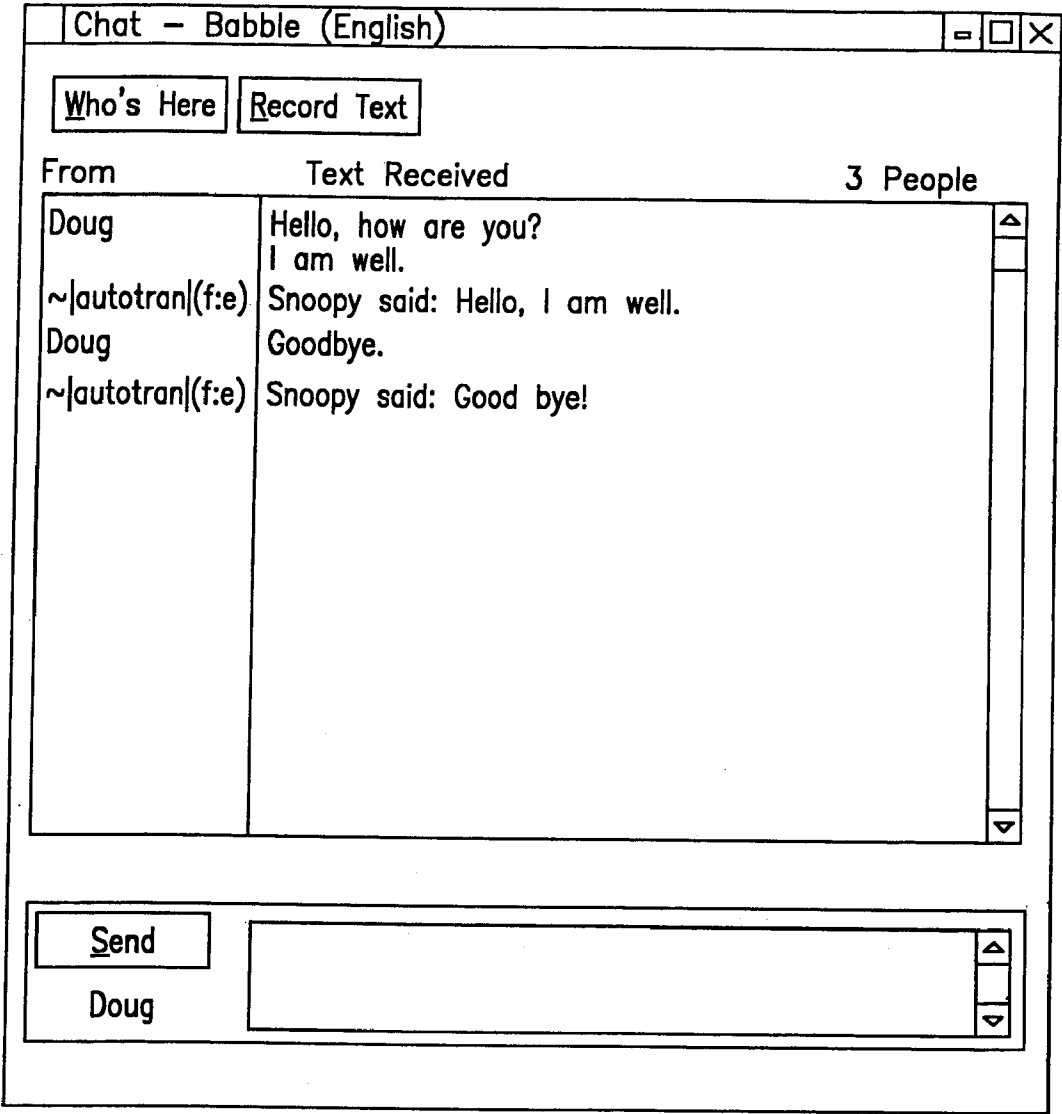 Chat – Babble (English)
Who's Here Record Text
From Text Received 3 People
Doug Hello, how are you?
I am well.
~|autotran|(f:e) Snoopy said: Hello, I am well.
Doug Goodbye.
~|autotran|(f:e) Snoopy said: Good bye!
Send
Doug